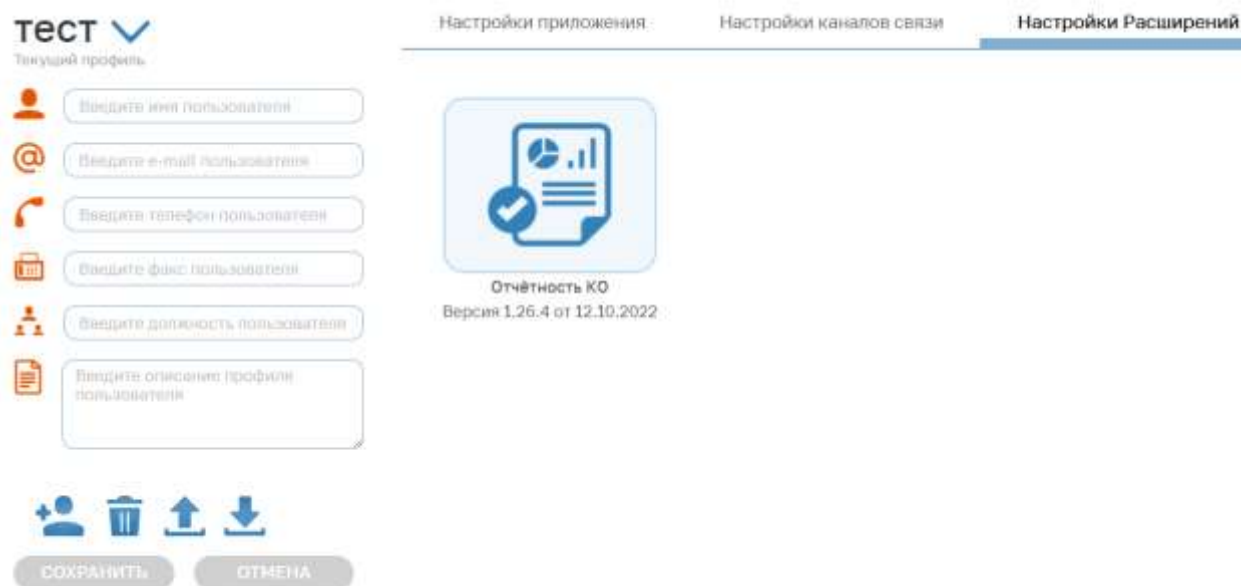 тест
Текущий профиль
Введите имя пользователя
Введите e-mail пользователя
Введите телефон пользователя
Введите факс пользователя
Введите должность пользователя
Введите описание профиля
пользователя
СОХРАНИТЬ ОТМЕНА
Настройки приложения Настройки каналов связи Настройки Расширений
Отчётность КО
Версия 1.26.4 от 12.10.2022